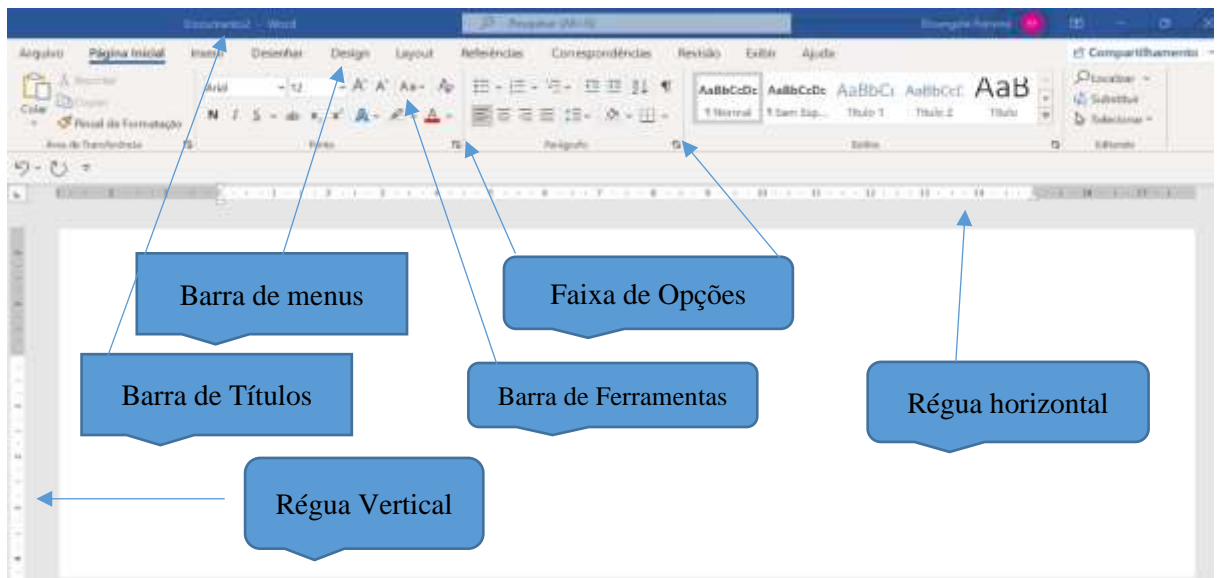 Documento2 - Word
Pesquisar (Alt+G)
Arquivo Página Inicial Inserir Desenhar Design Layout Referências Correspondências Revisão Exibir Ajuda Compartilhamento
Colar
Recortar
Copiar
Pincel de Formatação
Arial 12
N I S
AaBbCcDc AaBbCcDc AaBbCc AaBbCcC AaB
1 Normal 1 Sem Esp... Título 1 Título 2 Título
Localizar
Substituir
Selecionar
Área de Transferência Fonte Parágrafo Estilos Editando
Barra de menus
Faixa de Opções
Barra de Títulos
Barra de Ferramentas
Régua horizontal
Régua Vertical